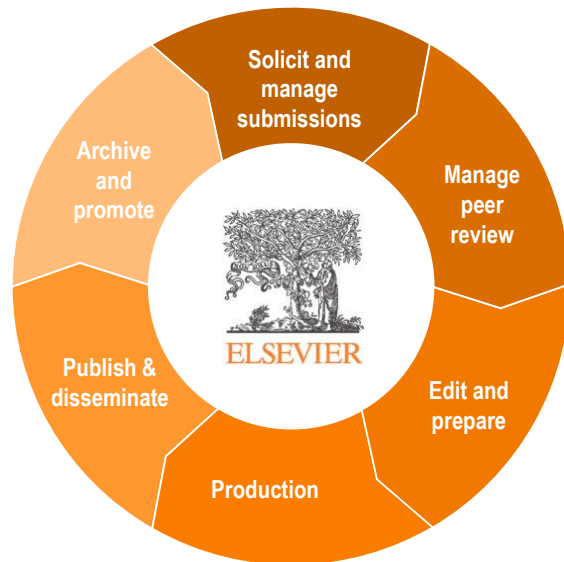 Solicit and
manage
submissions
Manage
peer
review
Edit and
prepare
Production
Publish &
disseminate
Archive
and
promote
ELSEVIER